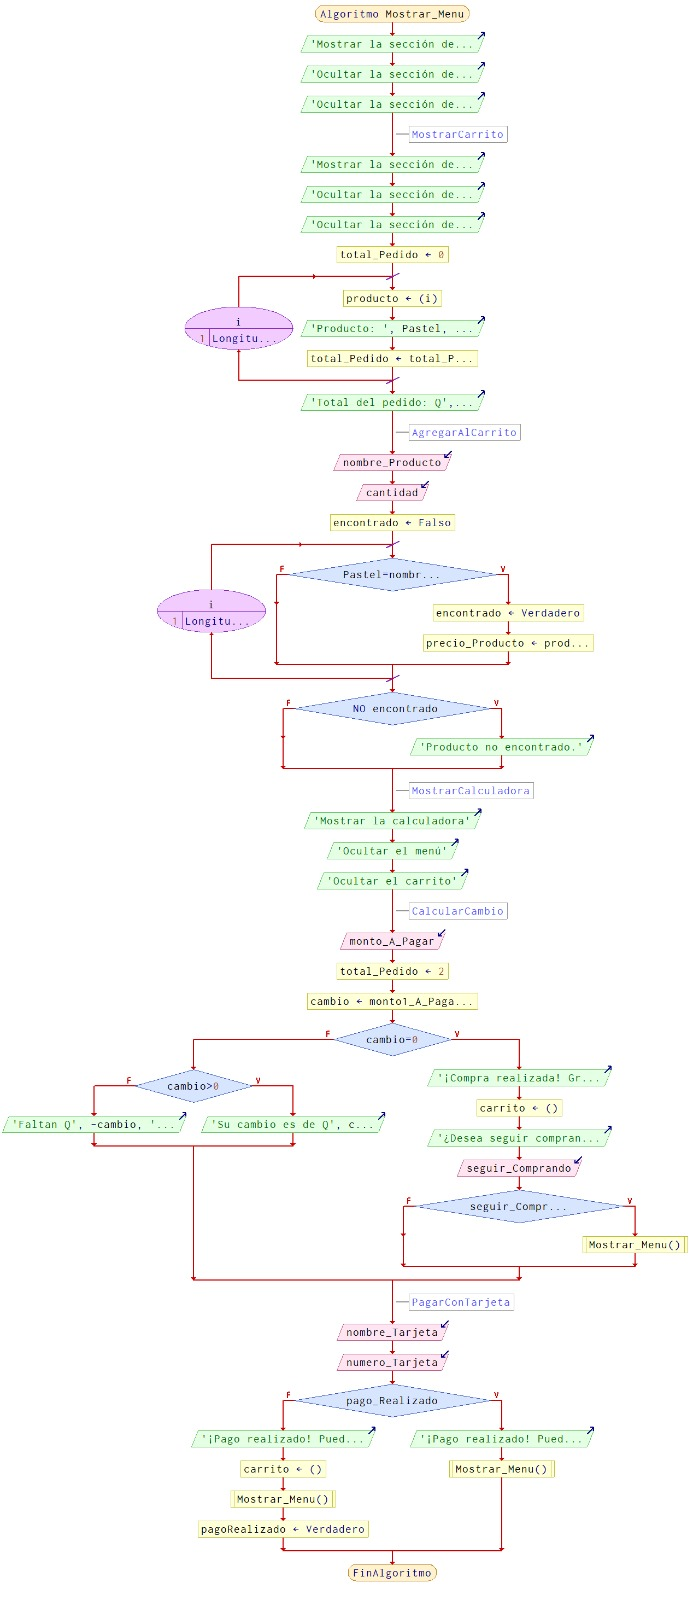 Algoritmo Mostrar_Menu
'Mostrar la sección de...
'Ocultar la sección de...
'Ocultar la sección de...
MostrarCarrito
'Mostrar la sección de...
'Ocultar la sección de...
'Ocultar la sección de...
total_Pedido ← 0
producto ← (i)
i
1 Longitu...
'Producto: ', Pastel, ...
total_Pedido ← total_P...
'Total del pedido: Q',...
AgregarAlCarrito
nombre_Producto
cantidad
encontrado ← Falso
F V
Pastel=nombr...
i
1 Longitu...
encontrado ← Verdadero
precio_Producto ← prod...
F V
NO encontrado
'Producto no encontrado.'
MostrarCalculadora
'Mostrar la calculadora'
'Ocultar el menú'
'Ocultar el carrito'
CalcularCambio
monto_A_Pagar
total_Pedido ← 2
cambio ← monto1_A_Paga...
F V
cambio=0
F V
cambio>0
'¡Compra realizada! Gr...
carrito ← ()
'Faltan Q', -cambio, '...
'Su cambio es de Q', c...
'¿Desea seguir compran...
seguir_Comprando
F V
seguir_Compr...
Mostrar_Menu()
PagarConTarjeta
nombre_Tarjeta
numero_Tarjeta
F V
pago_Realizado
'¡Pago realizado! Pued...
'¡Pago realizado! Pued...
carrito ← ()
Mostrar_Menu()
Mostrar_Menu()
pagoRealizado ← Verdadero
FinAlgoritmo